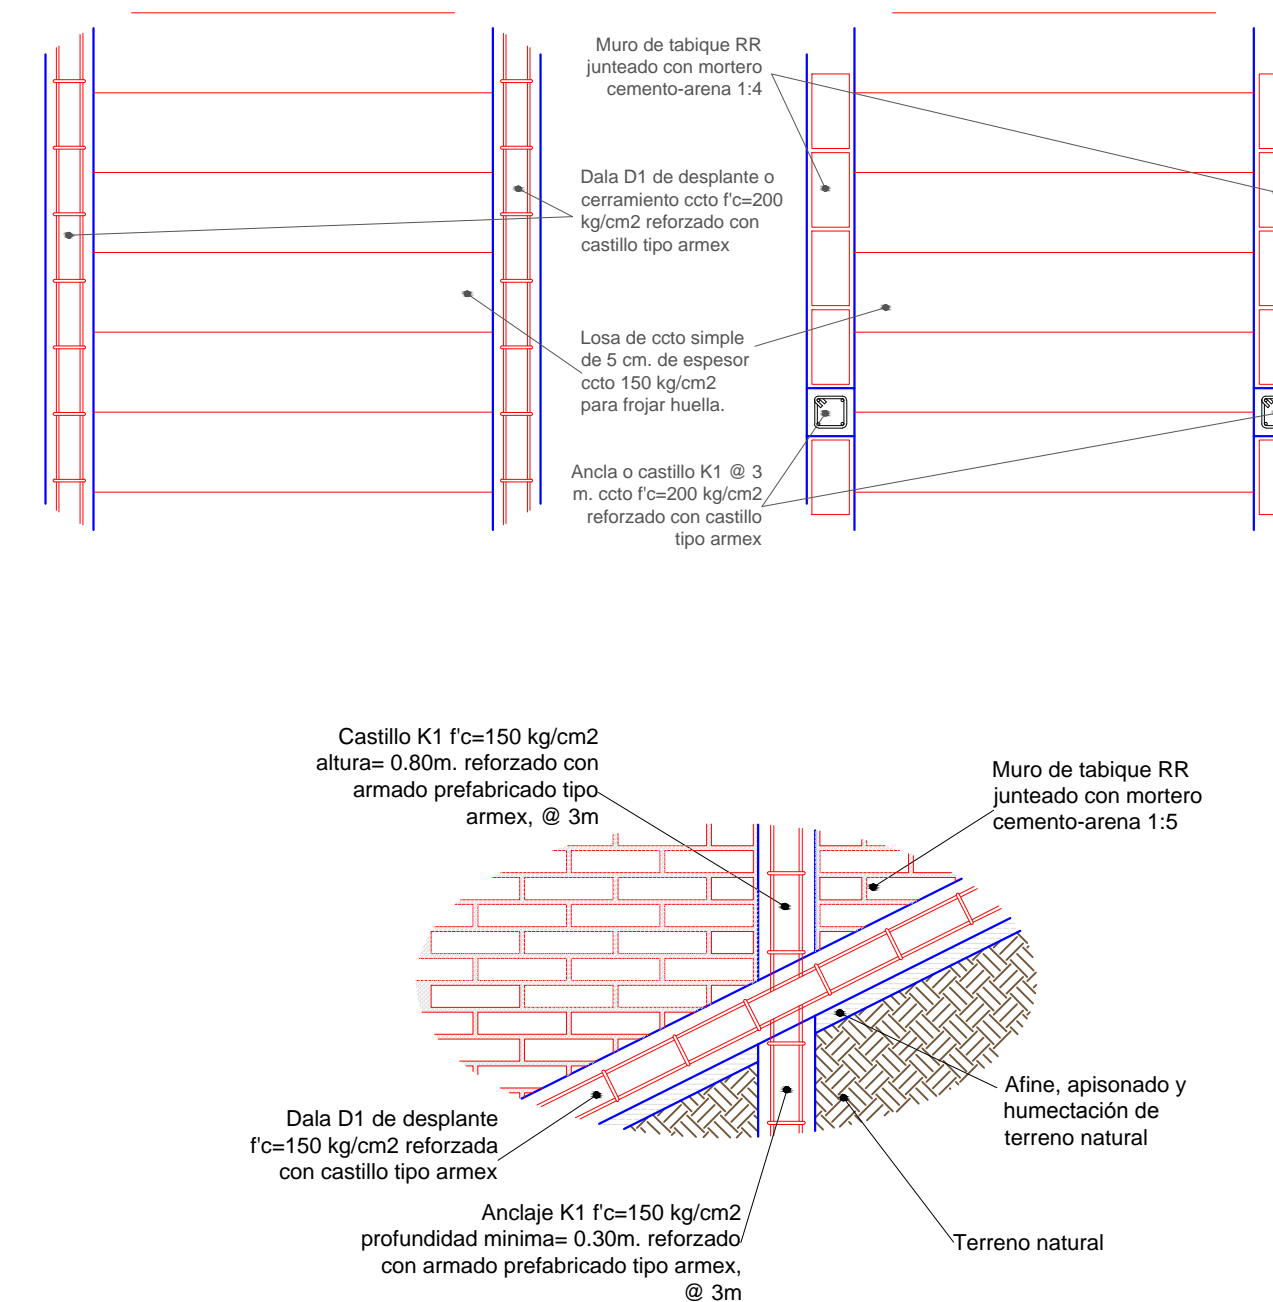 Muro de tabique RR
junteado con mortero
cemento-arena 1:4
Dala D1 de desplante o
cerramiento ccto f'c=200
kg/cm2 reforzado con
castillo tipo armex
Losa de ccto simple
de 5 cm. de espesor
ccto 150 kg/cm2
para frojar huella.
Ancla o castillo K1 @ 3
m. ccto f'c=200 kg/cm2
reforzado con castillo
tipo armex
Castillo K1 f'c=150 kg/cm2
altura= 0.80m. reforzado con
armado prefabricado tipo
armex, @ 3m
Muro de tabique RR
junteado con mortero
cemento-arena 1:5
Dala D1 de desplante
f'c=150 kg/cm2 reforzada
con castillo tipo armex
Afine, apisonado y
humectación de
terreno natural
Anclaje K1 f'c=150 kg/cm2
profundidad minima= 0.30m. reforzado
con armado prefabricado tipo armex,
@ 3m
Terreno natural